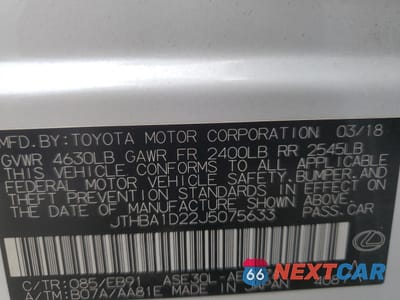 MFD.BY: TOYOTA MOTOR CORPORATION 03/18
GVWR 4630LB GAWR FR 2400LB RR 2545LB
THIS VEHICLE CONFORMS TO ALL APPLICABLE
FEDERAL MOTOR VEHICLE SAFETY, BUMPER, AND
THEFT PREVENTION STANDARDS IN EFFECT ON
THE DATE OF MANUFACTURE SHOWN ABOVE.
JTHBA1D22J5075633 PASS.CAR
C/TR: 085/EB91 ASE30L-
A/TM: B07A/AA81E
66 NEXTCAR